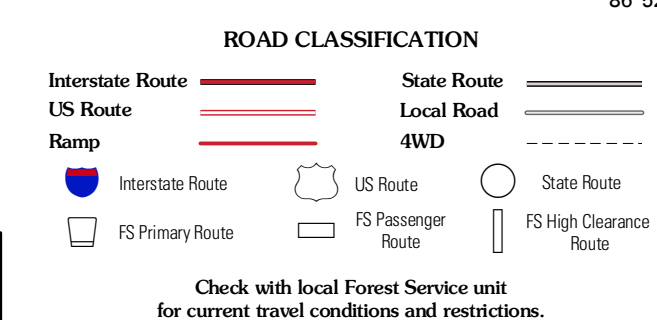 ROAD CLASSIFICATION
Interstate Route
State Route
US Route
Local Road
Ramp
4WD
Interstate Route
US Route
State Route
FS Primary Route
FS Passenger
Route
FS High Clearance
Route
Check with local Forest Service unit
for current travel conditions and restrictions.